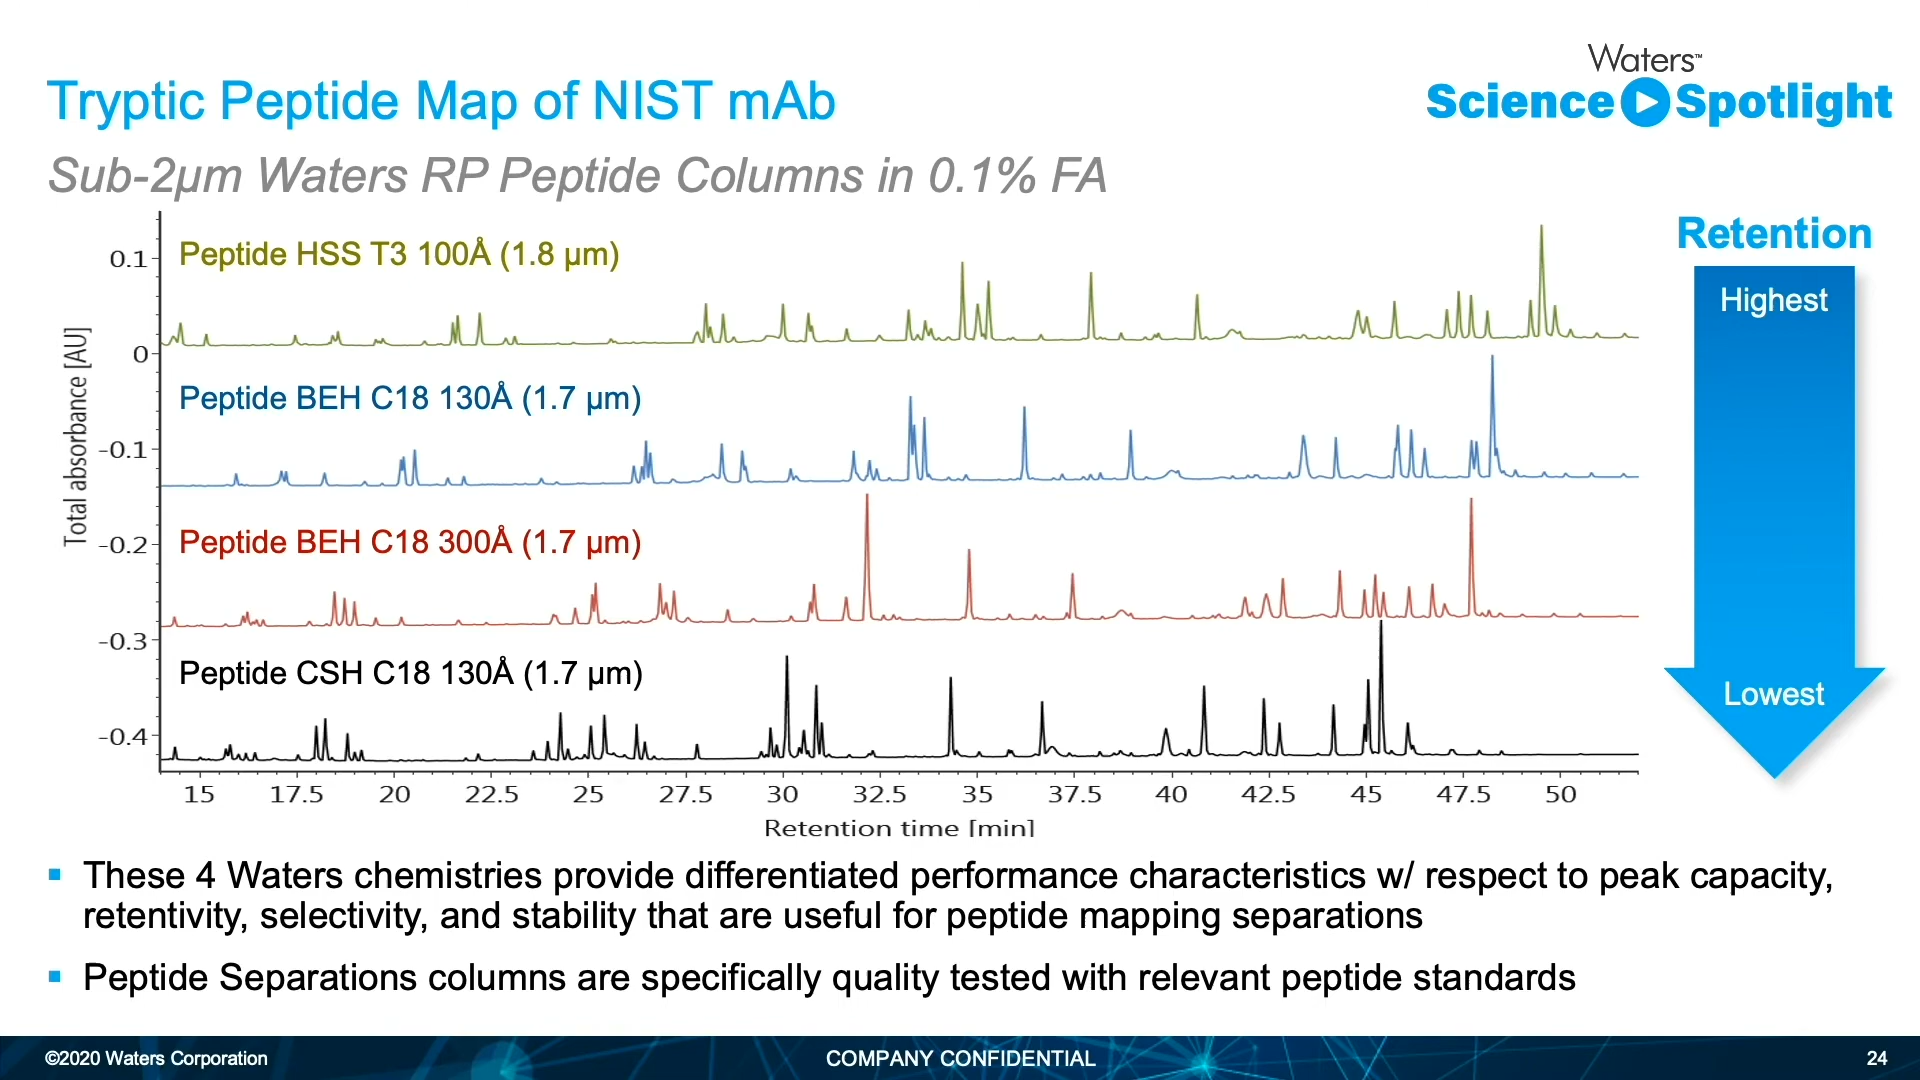 Waters™
Science Spotlight
Tryptic Peptide Map of NIST mAb
Sub-2µm Waters RP Peptide Columns in 0.1% FA
Retention
Highest
Lowest
Total absorbance [AU]
0.1
0
-0.1
-0.2
-0.3
-0.4
Peptide HSS T3 100Å (1.8 µm)
Peptide BEH C18 130Å (1.7 µm)
Peptide BEH C18 300Å (1.7 µm)
Peptide CSH C18 130Å (1.7 µm)
15 17.5 20 22.5 25 27.5 30 32.5 35 37.5 40 42.5 45 47.5 50
Retention time [min]
▪ These 4 Waters chemistries provide differentiated performance characteristics w/ respect to peak capacity,
retentivity, selectivity, and stability that are useful for peptide mapping separations
▪ Peptide Separations columns are specifically quality tested with relevant peptide standards
©2020 Waters Corporation
COMPANY CONFIDENTIAL
24